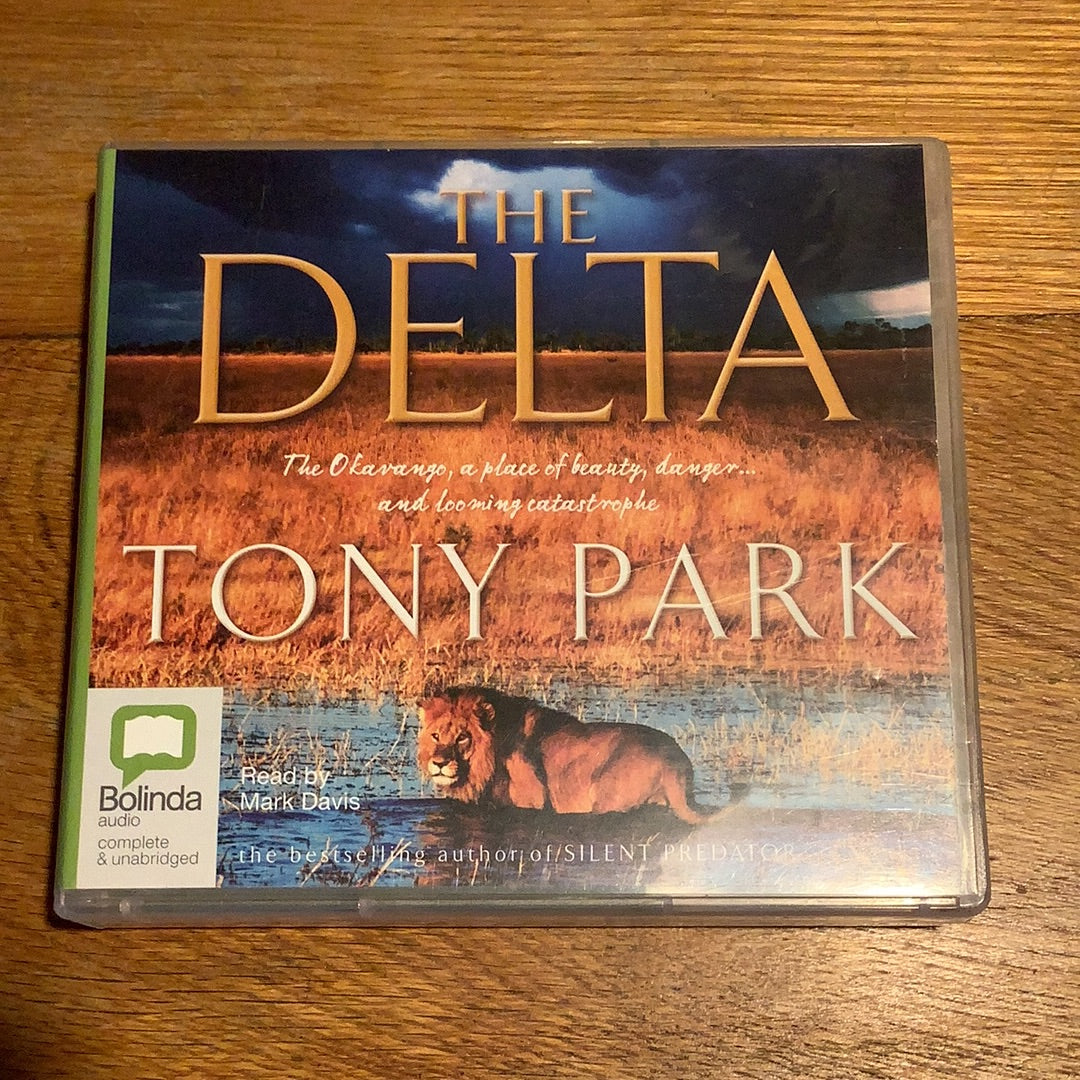 THE
DELTA
The Okavango, a place of beauty, danger...
and looming catastrophe
TONY PARK
Read by
Mark Davis
Bolinda
audio
complete
& unabridged
the bestselling author of SILENT PREDATOR